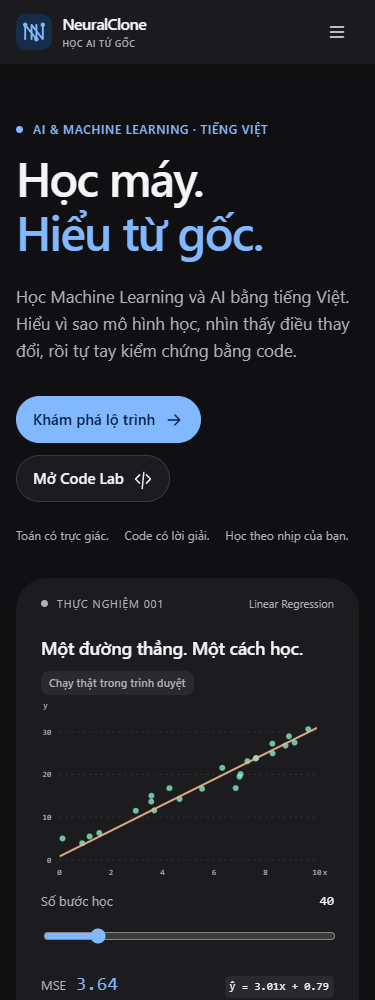 NeuralClone
HỌC AI TỪ GỐC
AI & MACHINE LEARNING · TIẾNG VIỆT
Học máy.
Hiểu từ gốc.
Học Machine Learning và AI bằng tiếng Việt.
Hiểu vì sao mô hình học, nhìn thấy điều thay
đổi, rồi tự tay kiểm chứng bằng code.
Khám phá lộ trình →
Mở Code Lab </>
Toán có trực giác. Code có lời giải. Học theo nhịp của bạn.
THỰC NGHIỆM 001 Linear Regression
Một đường thẳng. Một cách học.
Chạy thật trong trình duyệt
y
30
20
10
0
0 2 4 6 8 10 x
Số bước học 40
MSE 3.64 ŷ = 3.01x + 0.79